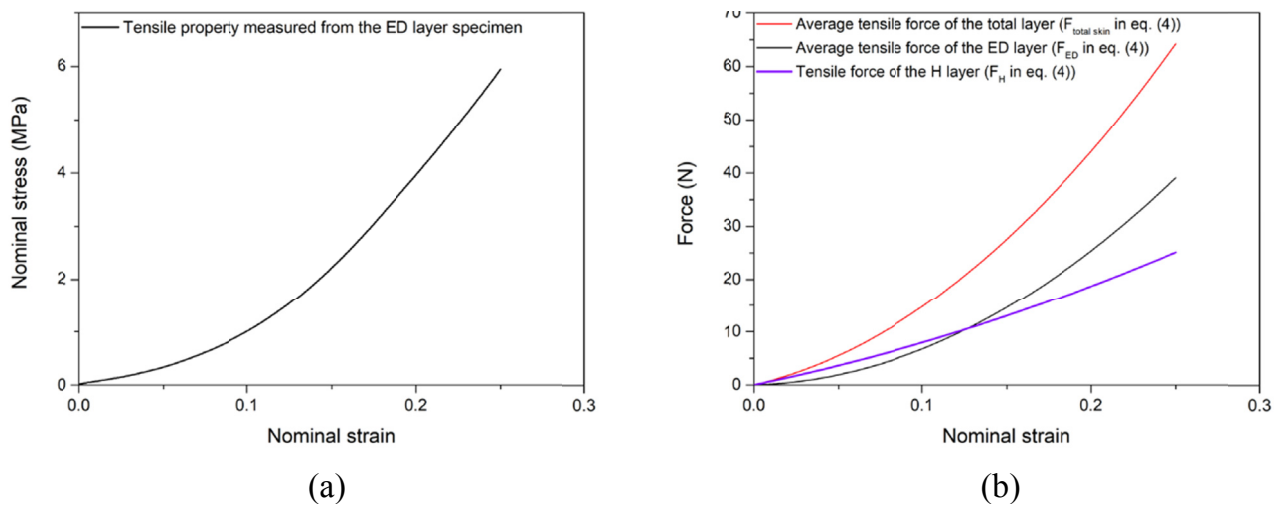 Tensile property measured from the ED layer specimen
6
4
2
0
0.0
0.1
0.2
0.3
Nominal stress (MPa)
Nominal strain
(a)
70
60
50
40
30
20
10
0
0.0
0.1
0.2
0.3
Average tensile force of the total layer (F total skin in eq. (4))
Average tensile force of the ED layer (F ED in eq. (4))
Tensile force of the H layer (F H in eq. (4))
Force (N)
Nominal strain
(b)